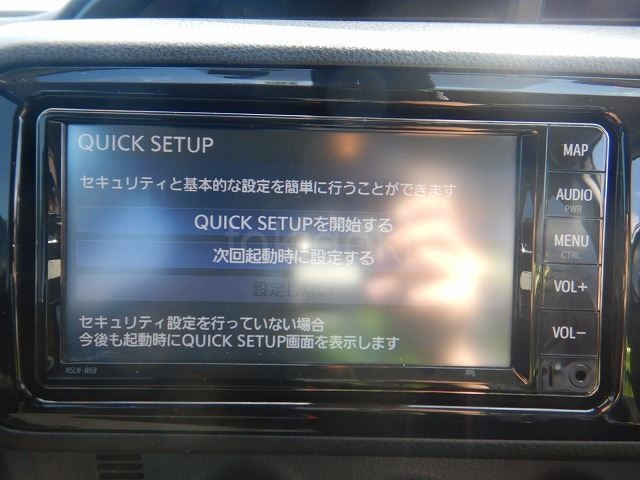 QUICK SETUP
セキュリティと基本的な設定を簡単に行うことができます
QUICK SETUPを開始する
次回起動時に設定する
設定しない
セキュリティ設定を行っていない場合
今後も起動時にQUICK SETUP画面を表示します
NSLN-W68
MAP
AUDIO
PWR
MENU
CTRL
VOL+
VOL−